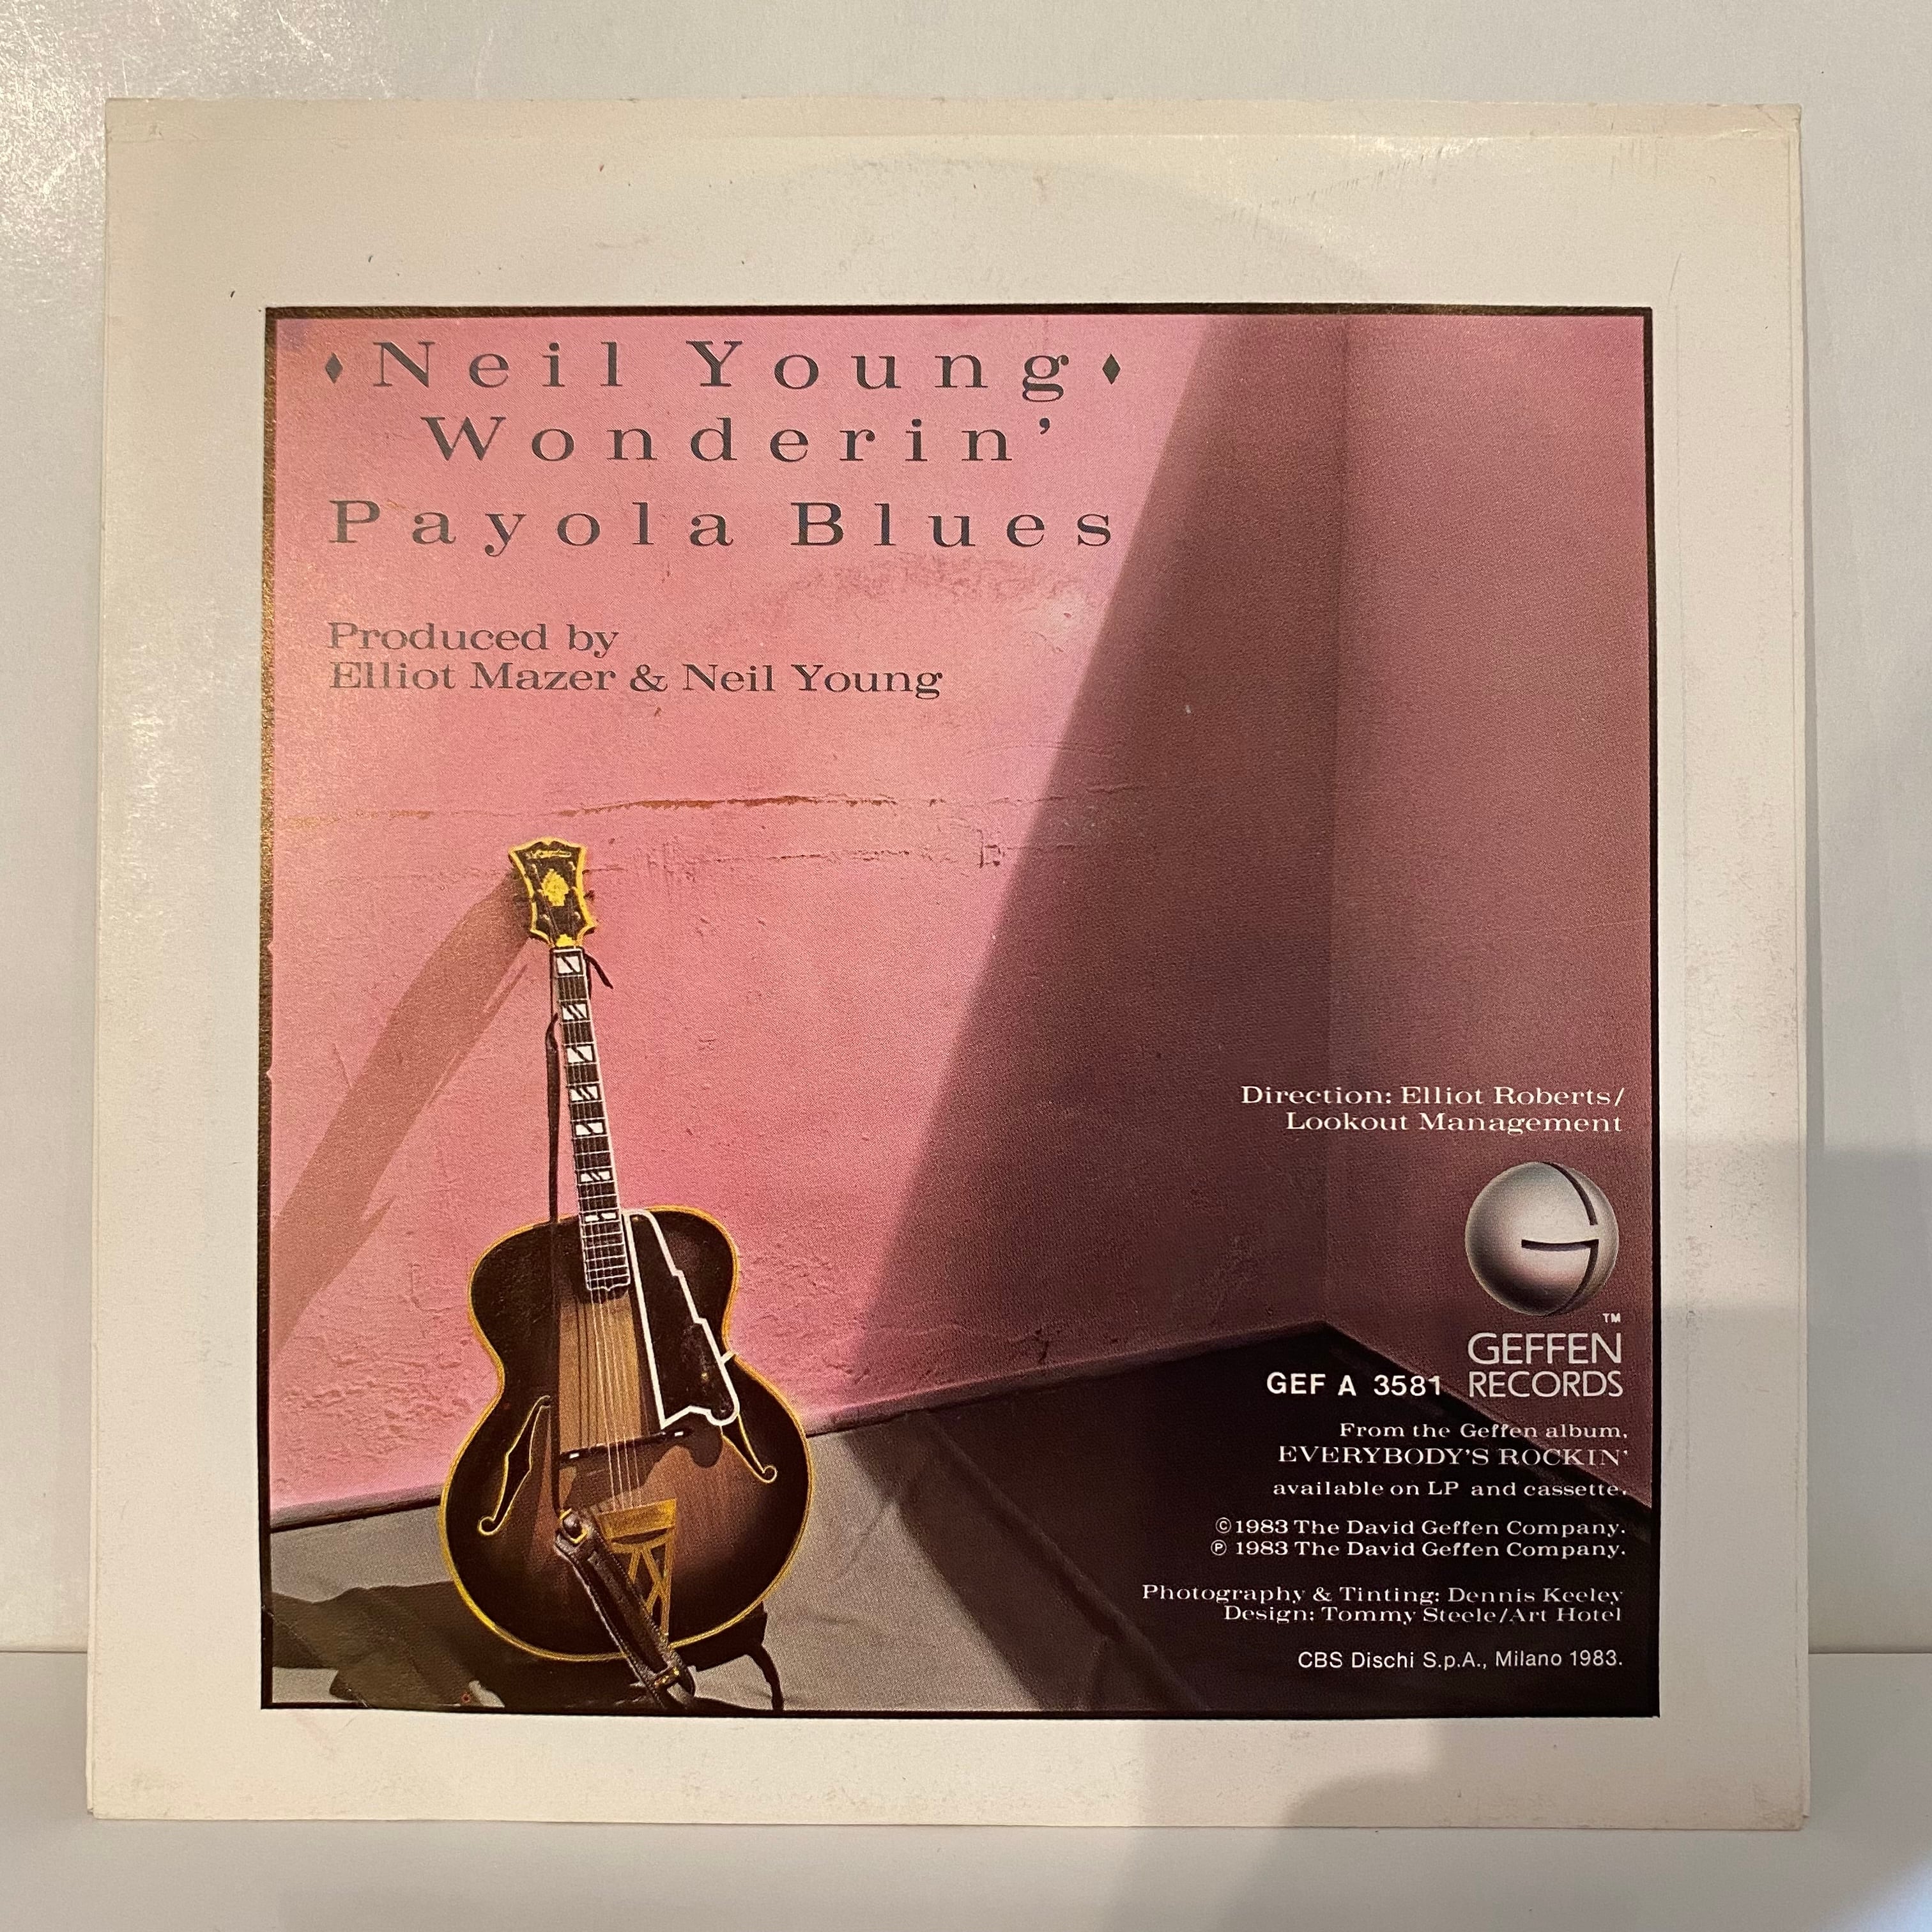 ♦Neil Young♦
Wonderin’
Payola Blues
Produced by
Elliot Mazer & Neil Young
Direction: Elliot Roberts/
Lookout Management
TM
GEFFEN
RECORDS
GEF A 3581
From the Geffen album,
EVERYBODY’S ROCKIN’
available on LP and cassette.
©1983 The David Geffen Company.
℗ 1983 The David Geffen Company.
Photography & Tinting: Dennis Keeley
Design: Tommy Steele/Art Hotel
CBS Dischi S.p.A., Milano 1983.